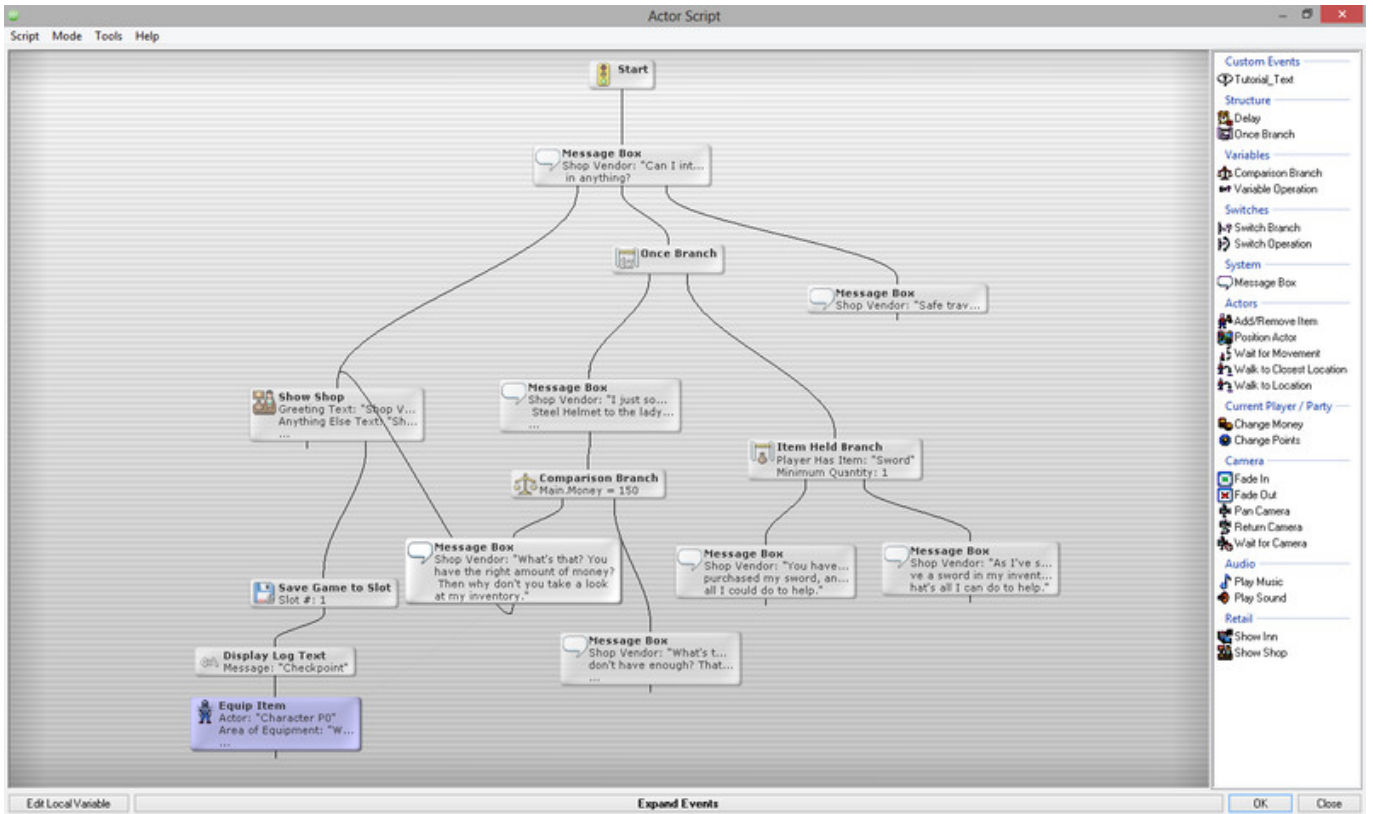 Actor Script
Script Mode Tools Help
Start
Message Box
Shop Vendor: "Can I int...
in anything?
Once Branch
Message Box
Shop Vendor: "Safe trav...
Show Shop
Greeting Text: "Shop V...
Anything Else Text: "Sh...
...
Message Box
Shop Vendor: "I just so...
Steel Helmet to the lady...
...
Item Held Branch
Player Has Item: "Sword"
Minimum Quantity: 1
Comparison Branch
Main.Money = 150
Message Box
Shop Vendor: "What's that? You
have the right amount of money?
Then why don't you take a look
at my inventory."
Message Box
Shop Vendor: "You have...
purchased my sword, an...
all I could do to help."
Message Box
Shop Vendor: "As I've s...
ve a sword in my invent...
hat's all I can do to help."
Save Game to Slot
Slot #: 1
Message Box
Shop Vendor: "What's t...
don't have enough? That...
...
Display Log Text
Message: "Checkpoint"
Equip Item
Actor: "Character P0"
Area of Equipment: "W...
...
Custom Events
Tutorial_Text
Structure
Delay
Once Branch
Variables
Comparison Branch
Variable Operation
Switches
Switch Branch
Switch Operation
System
Message Box
Actors
Add/Remove Item
Position Actor
Wait for Movement
Walk to Closest Location
Walk to Location
Current Player / Party
Change Money
Change Points
Camera
Fade In
Fade Out
Pan Camera
Return Camera
Wait for Camera
Audio
Play Music
Play Sound
Retail
Show Inn
Show Shop
Edit Local Variable
Expand Events
OK
Close